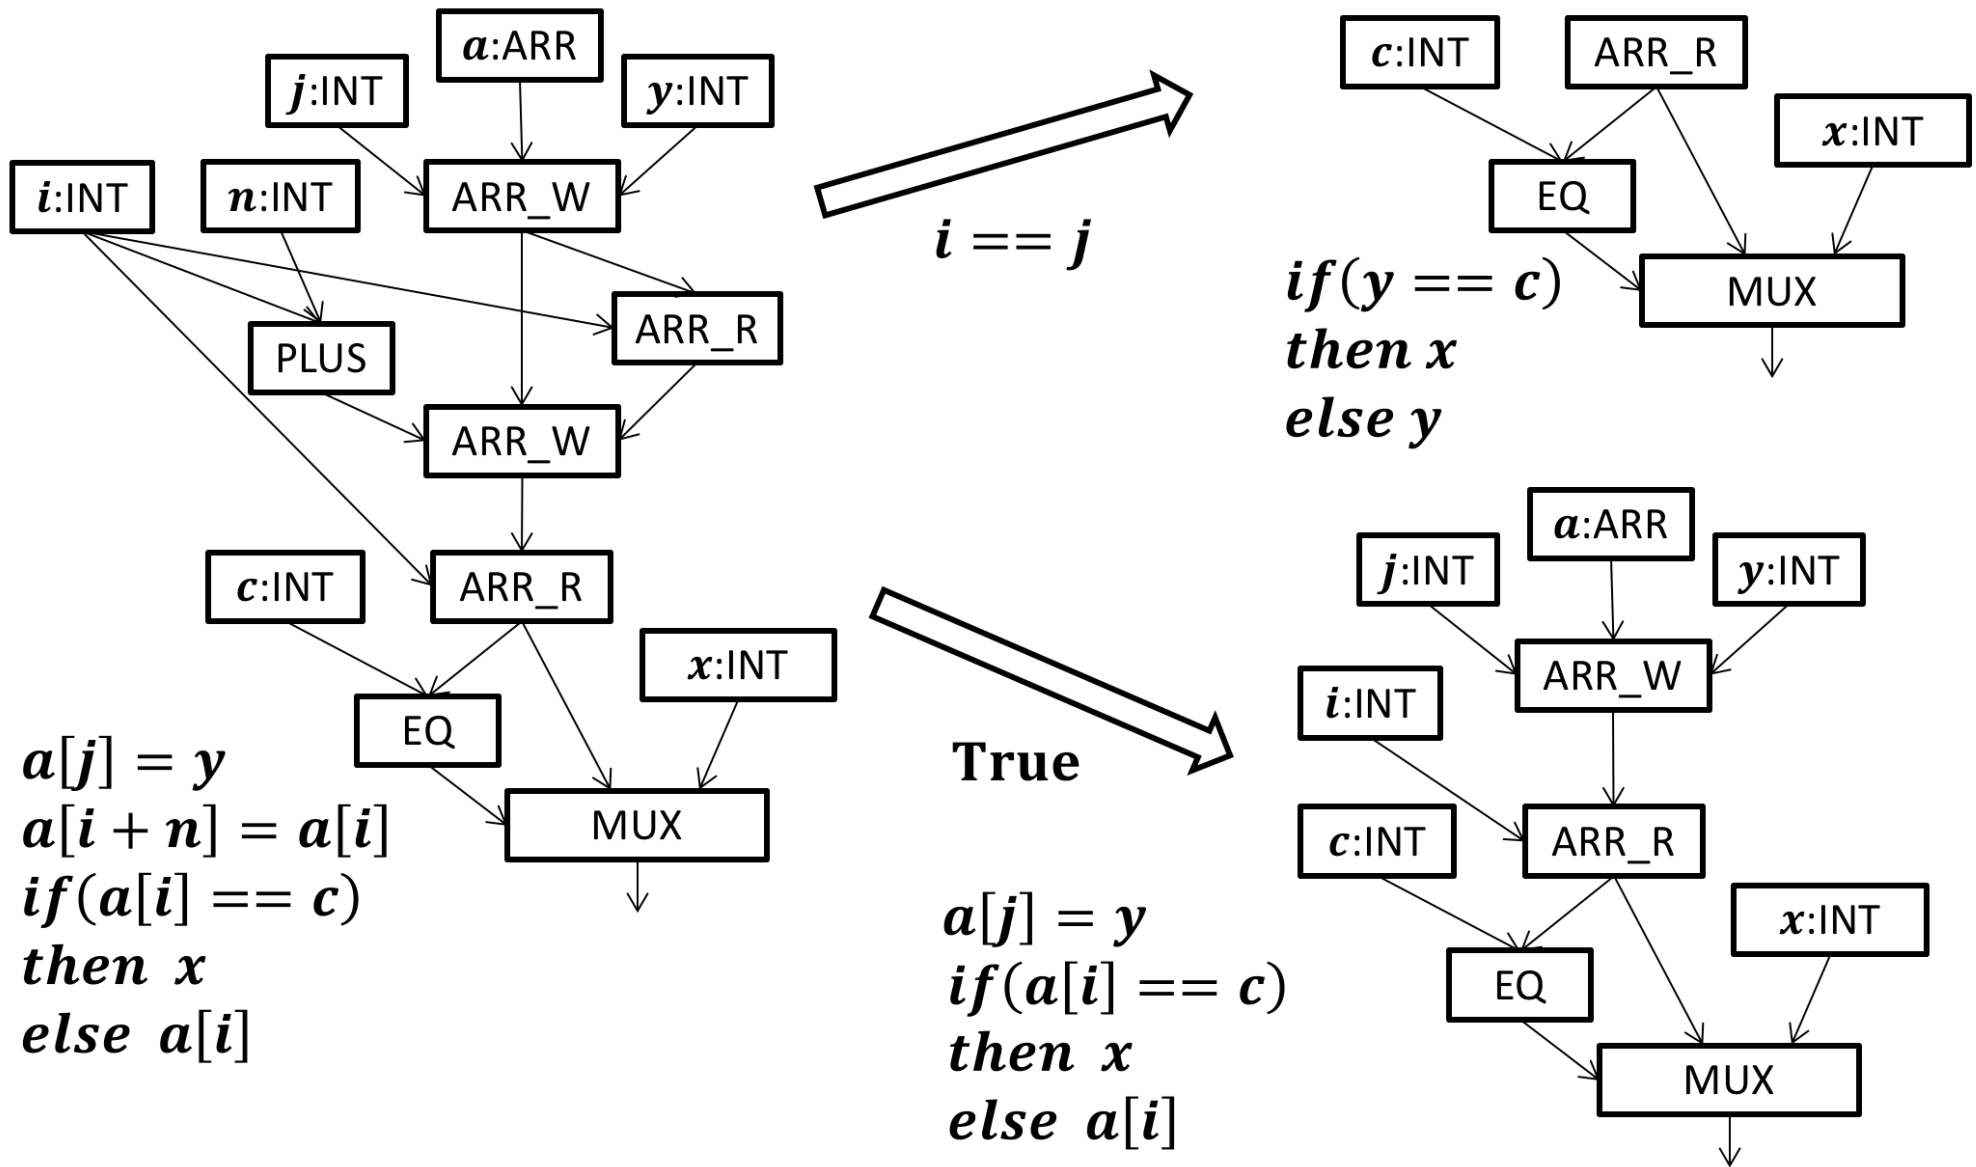 a:ARR
j:INT
y:INT
i:INT
n:INT
ARR_W
ARR_R
PLUS
ARR_W
c:INT
ARR_R
x:INT
EQ
MUX
a[j] = y
a[i + n] = a[i]
if(a[i] == c)
then x
else a[i]
i == j
True
c:INT
ARR_R
x:INT
EQ
MUX
if(y == c)
then x
else y
a:ARR
j:INT
y:INT
ARR_W
i:INT
c:INT
ARR_R
x:INT
EQ
MUX
a[j] = y
if(a[i] == c)
then x
else a[i]